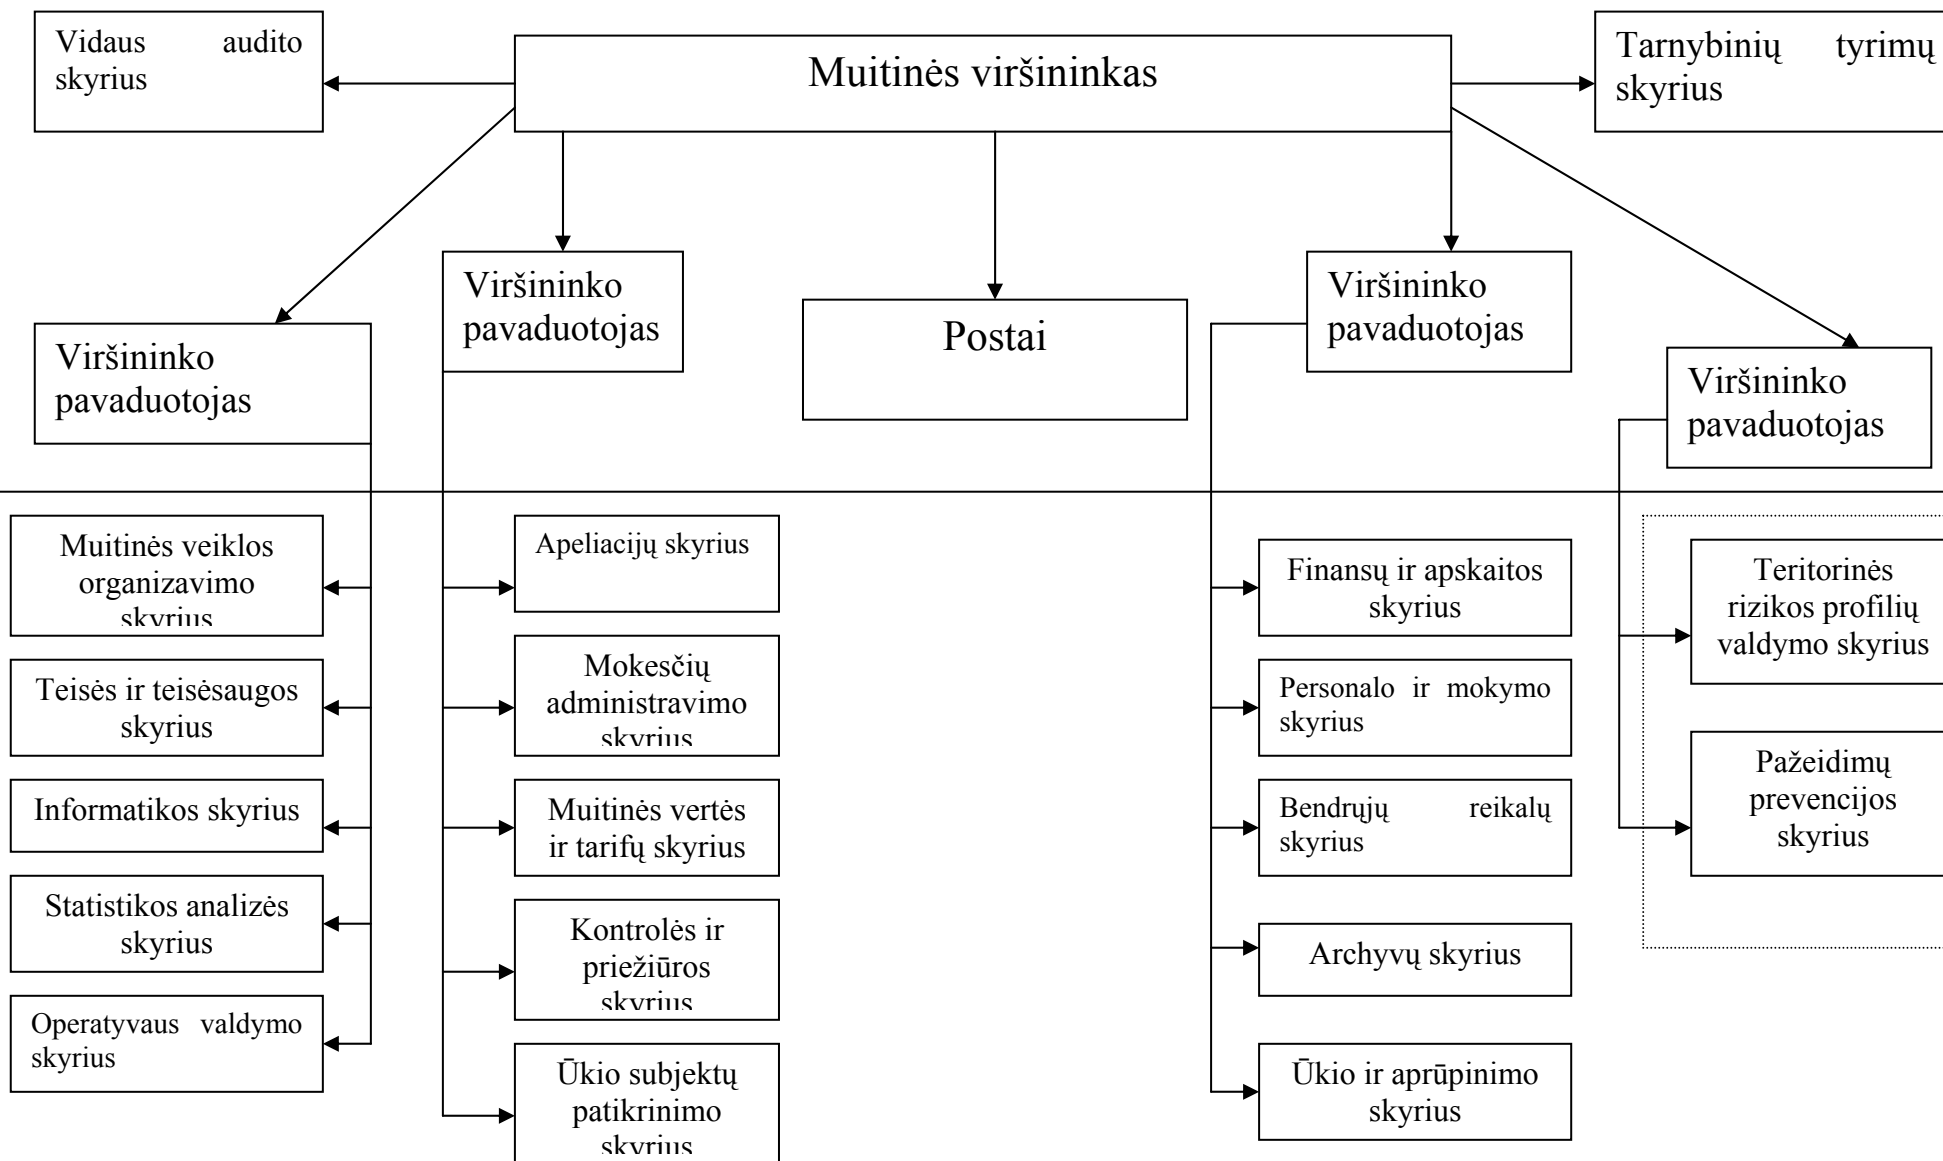 Vidaus audito
skyrius
Muitinės viršininkas
Tarnybinių tyrimų
skyrius
Viršininko
pavaduotojas
Viršininko
pavaduotojas
Postai
Viršininko
pavaduotojas
Viršininko
pavaduotojas
Muitinės veiklos
organizavimo
skyrius
Teisės ir teisėsaugos
skyrius
Informatikos skyrius
Statistikos analizės
skyrius
Operatyvaus valdymo
skyrius
Apeliacijų skyrius
Mokesčių
administravimo
skyrius
Muitinės vertės
ir tarifų skyrius
Kontrolės ir
priežiūros
skyrius
Ūkio subjektų
patikrinimo
skyrius
Finansų ir apskaitos
skyrius
Personalo ir mokymo
skyrius
Bendrųjų reikalų
skyrius
Archyvų skyrius
Ūkio ir aprūpinimo
skyrius
Teritorinės
rizikos profilių
valdymo skyrius
Pažeidimų
prevencijos
skyrius